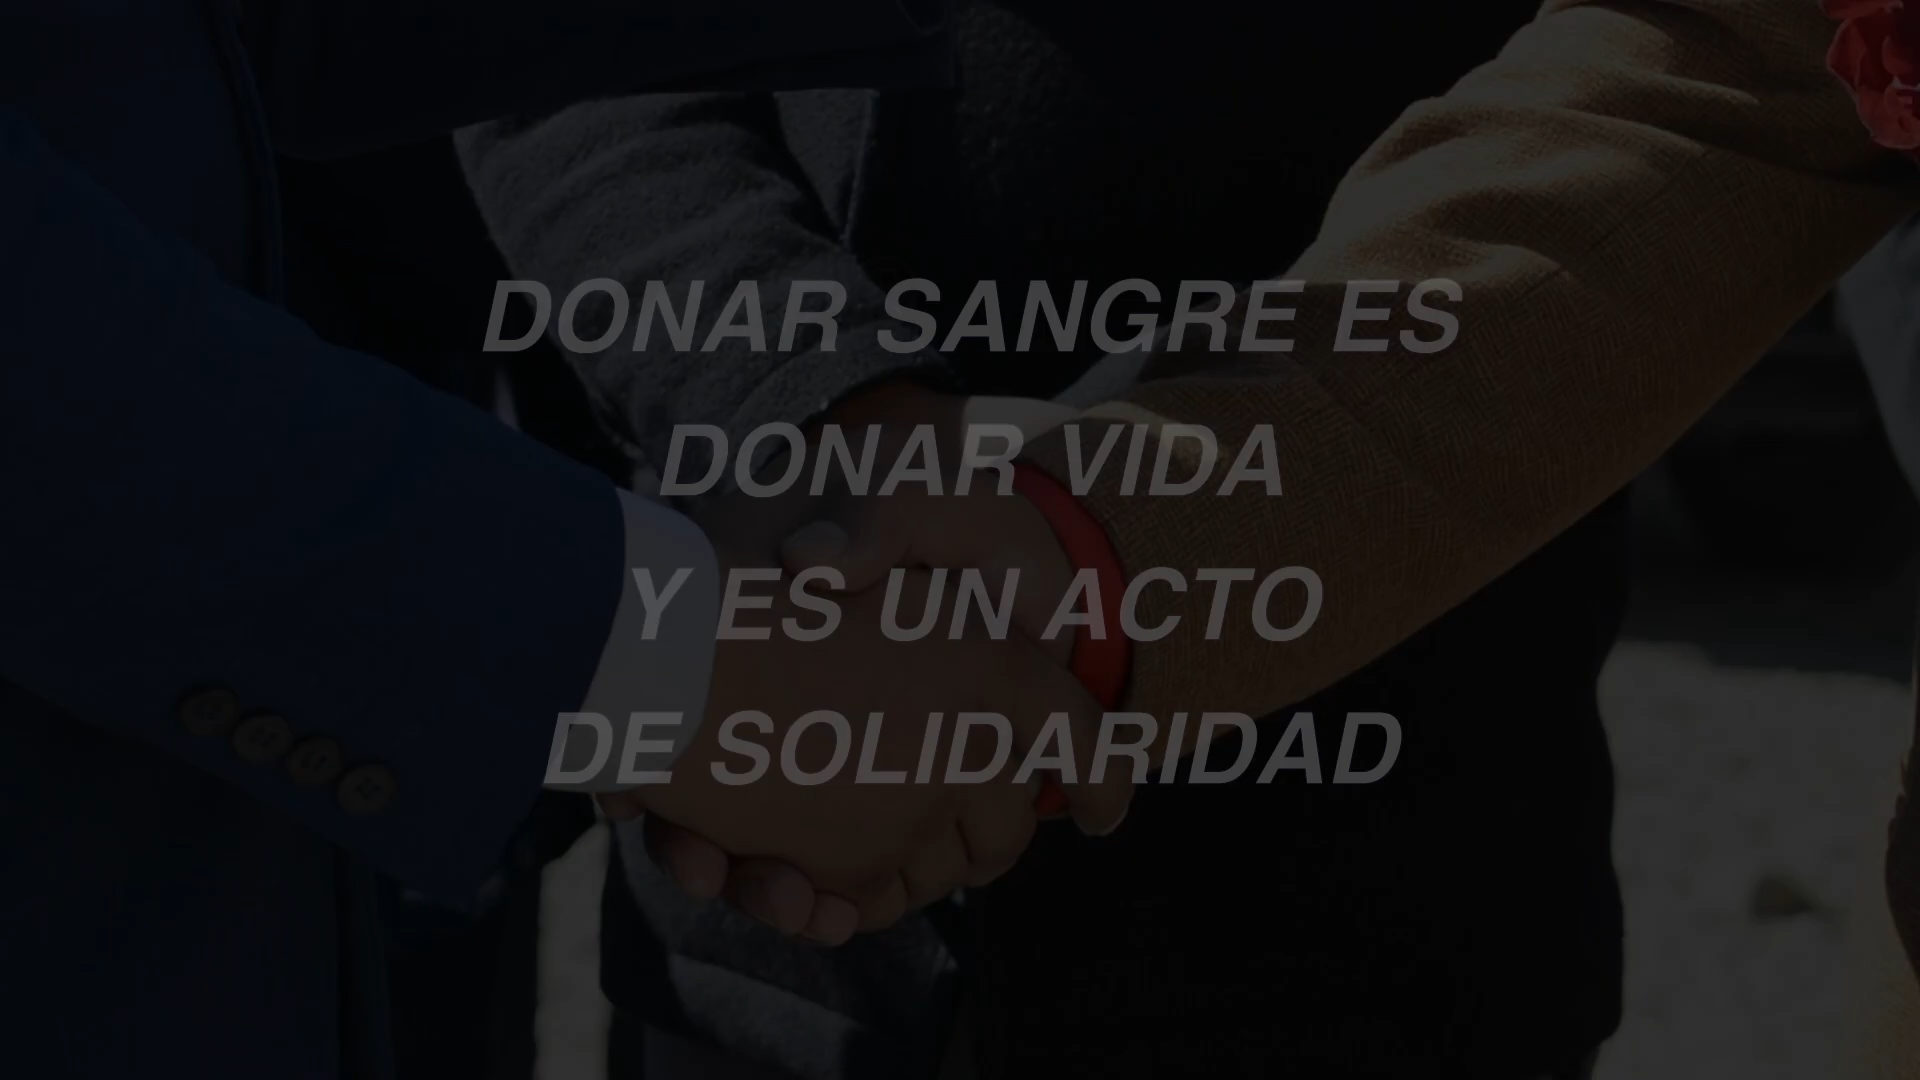 DONAR SANGRE ES
DONAR VIDA
Y ES UN ACTO
DE SOLIDARIDAD